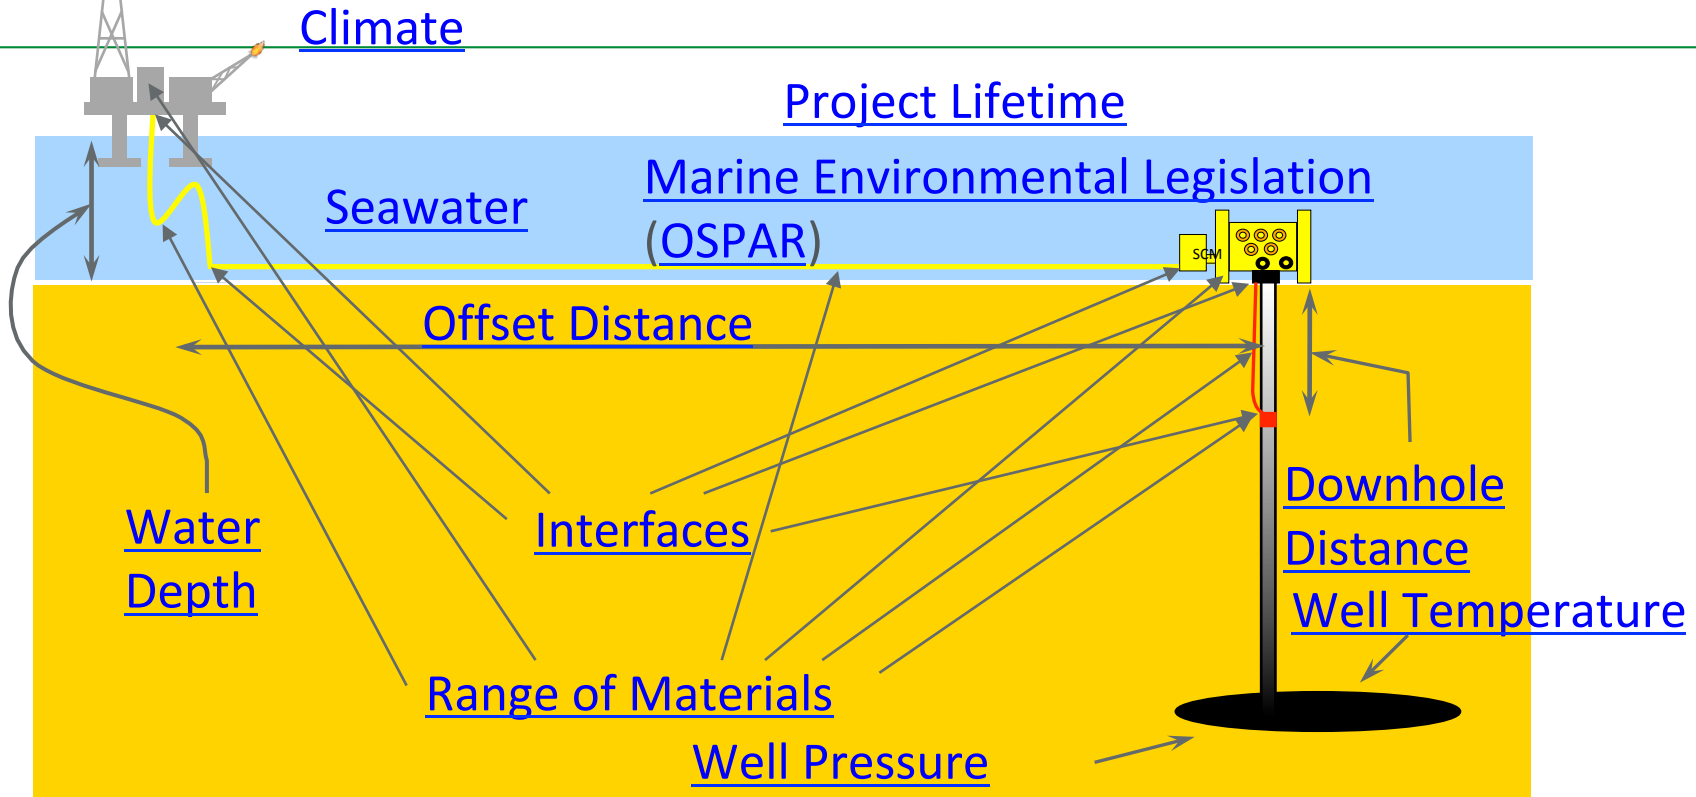 Climate
Project Lifetime
Marine Environmental Legislation
Seawater
(OSPAR)
SCM
Offset Distance
Downhole
Distance
Water
Depth
Interfaces
Well Temperature
Range of Materials
Well Pressure